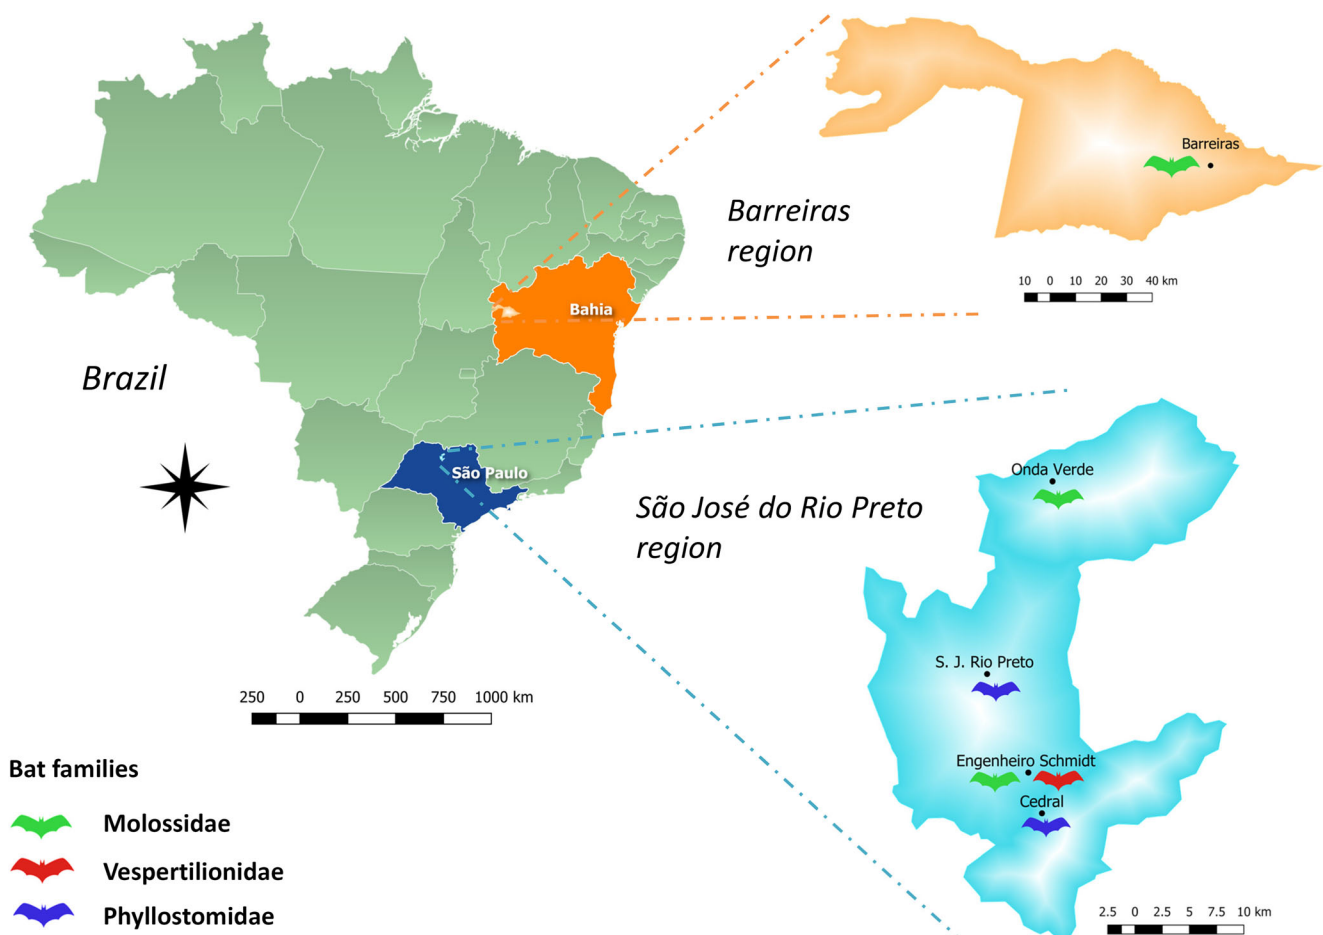 Barreiras
Barreiras
region
10 0 10 20 30 40 km
Bahia
Brazil
São Paulo
São José do Rio Preto
region
Onda Verde
S. J. Rio Preto
Engenheiro Schmidt
Cedral
250 0 250 500 750 1000 km
2.5 0 2.5 5 7.5 10 km
Bat families
Molossidae
Vespertilionidae
Phyllostomidae